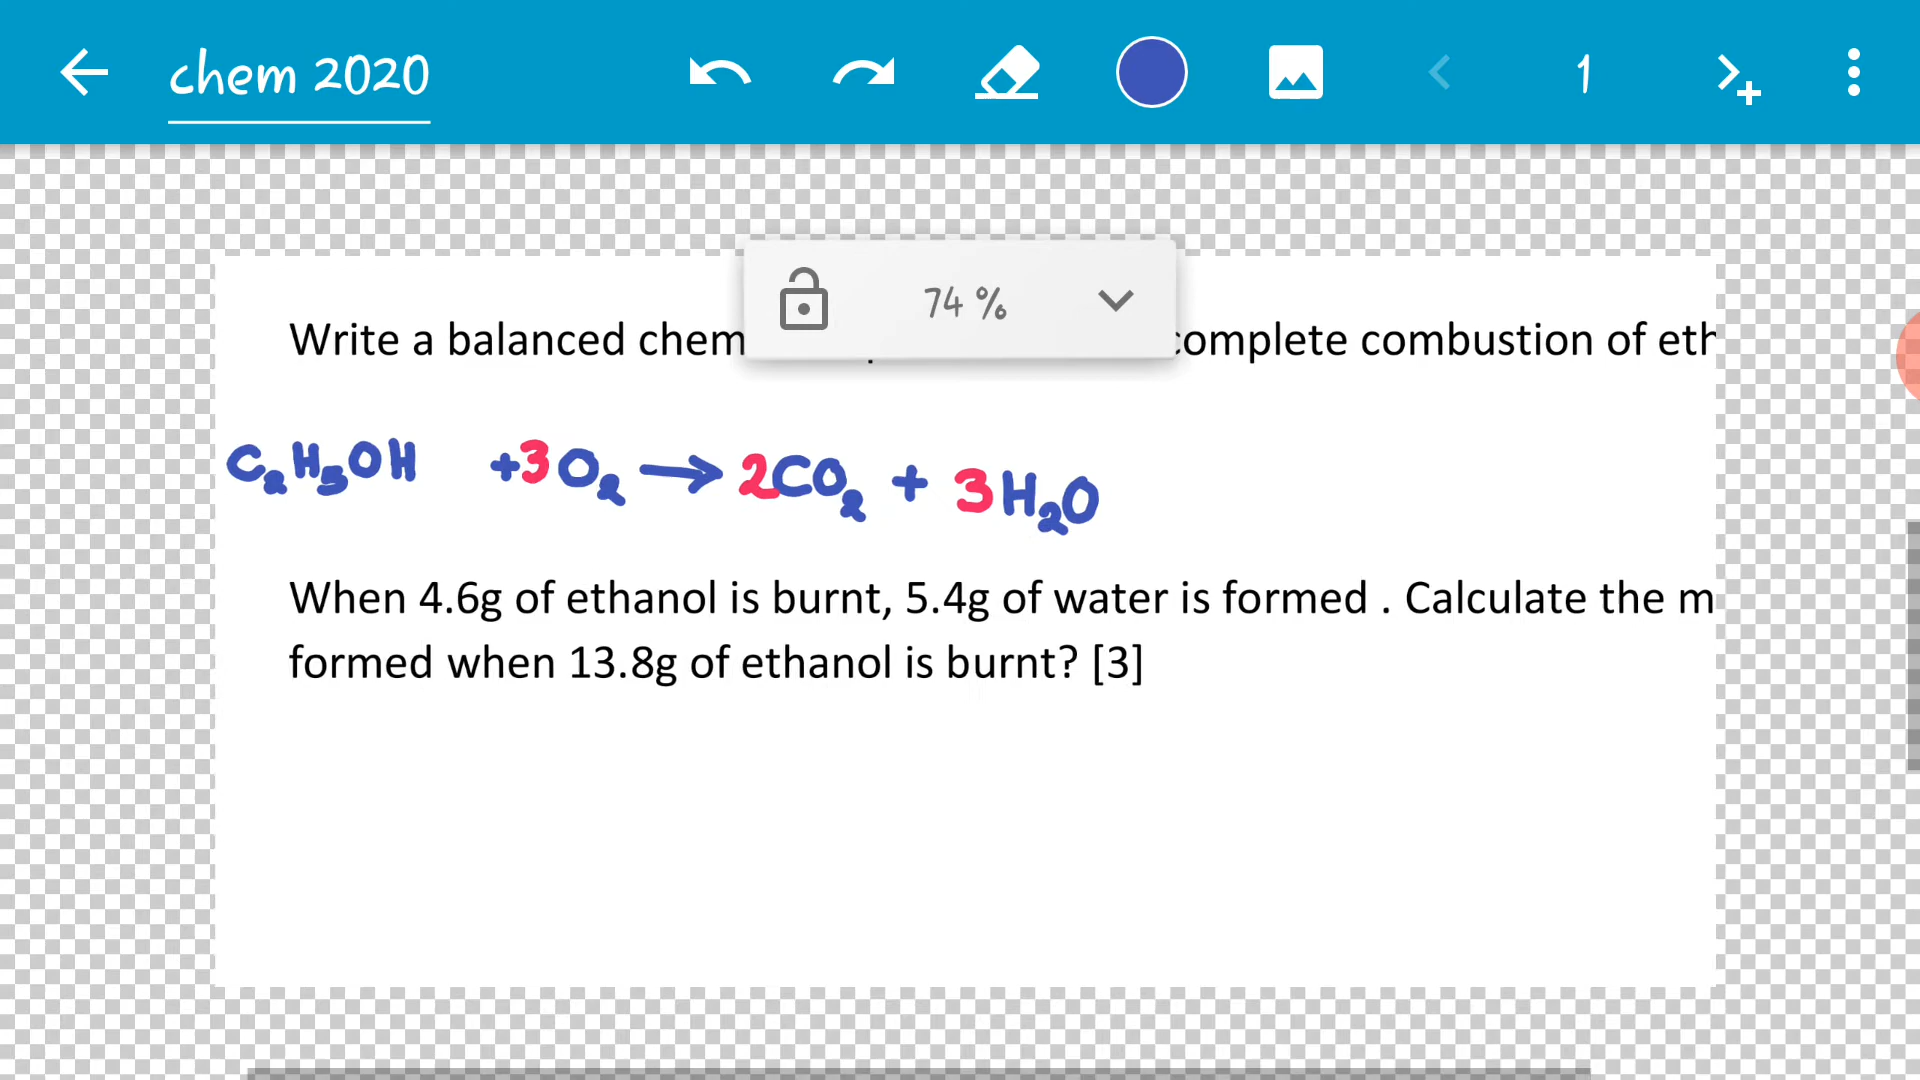 chem 2020
1
74 %
Write a balanced chem complete combustion of eth
C₂H₅OH +3O₂ → 2CO₂ + 3H₂O
When 4.6g of ethanol is burnt, 5.4g of water is formed . Calculate the m
formed when 13.8g of ethanol is burnt? [3]